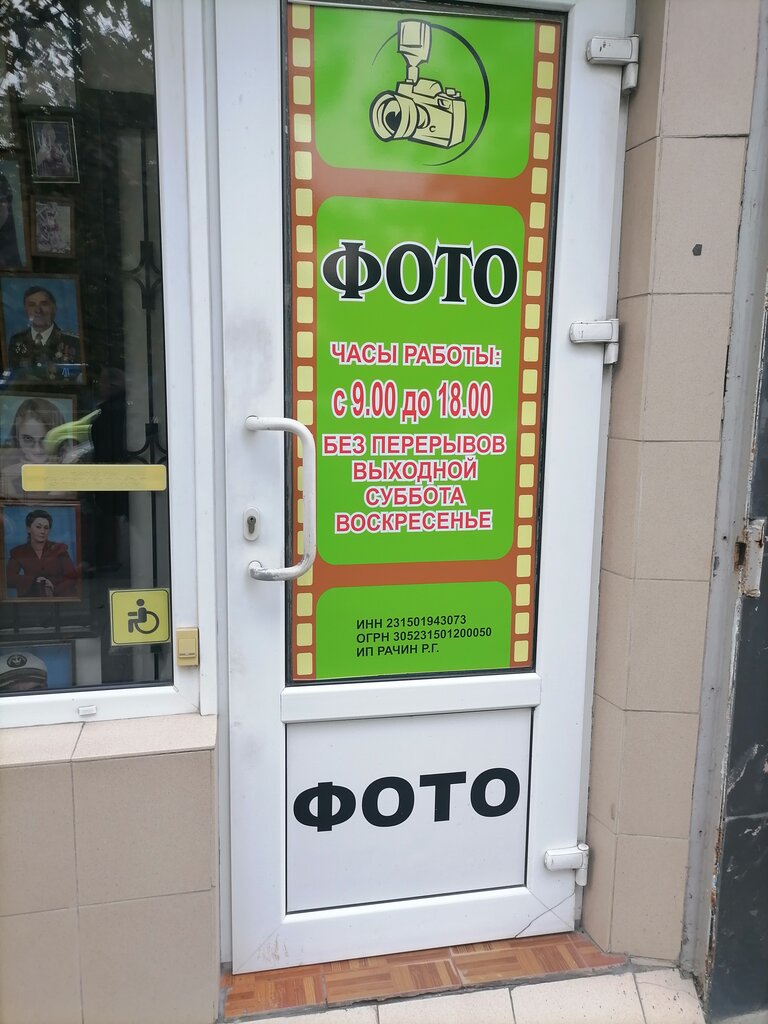 ФОТО
ЧАСЫ РАБОТЫ:
с 9.00 до 18.00
БЕЗ ПЕРЕРЫВОВ
ВЫХОДНОЙ
СУББОТА
ВОСКРЕСЕНЬЕ
ИНН 231501943073
ОГРН 305231501200050
ИП РАЧИН Р.Г.
ФОТО